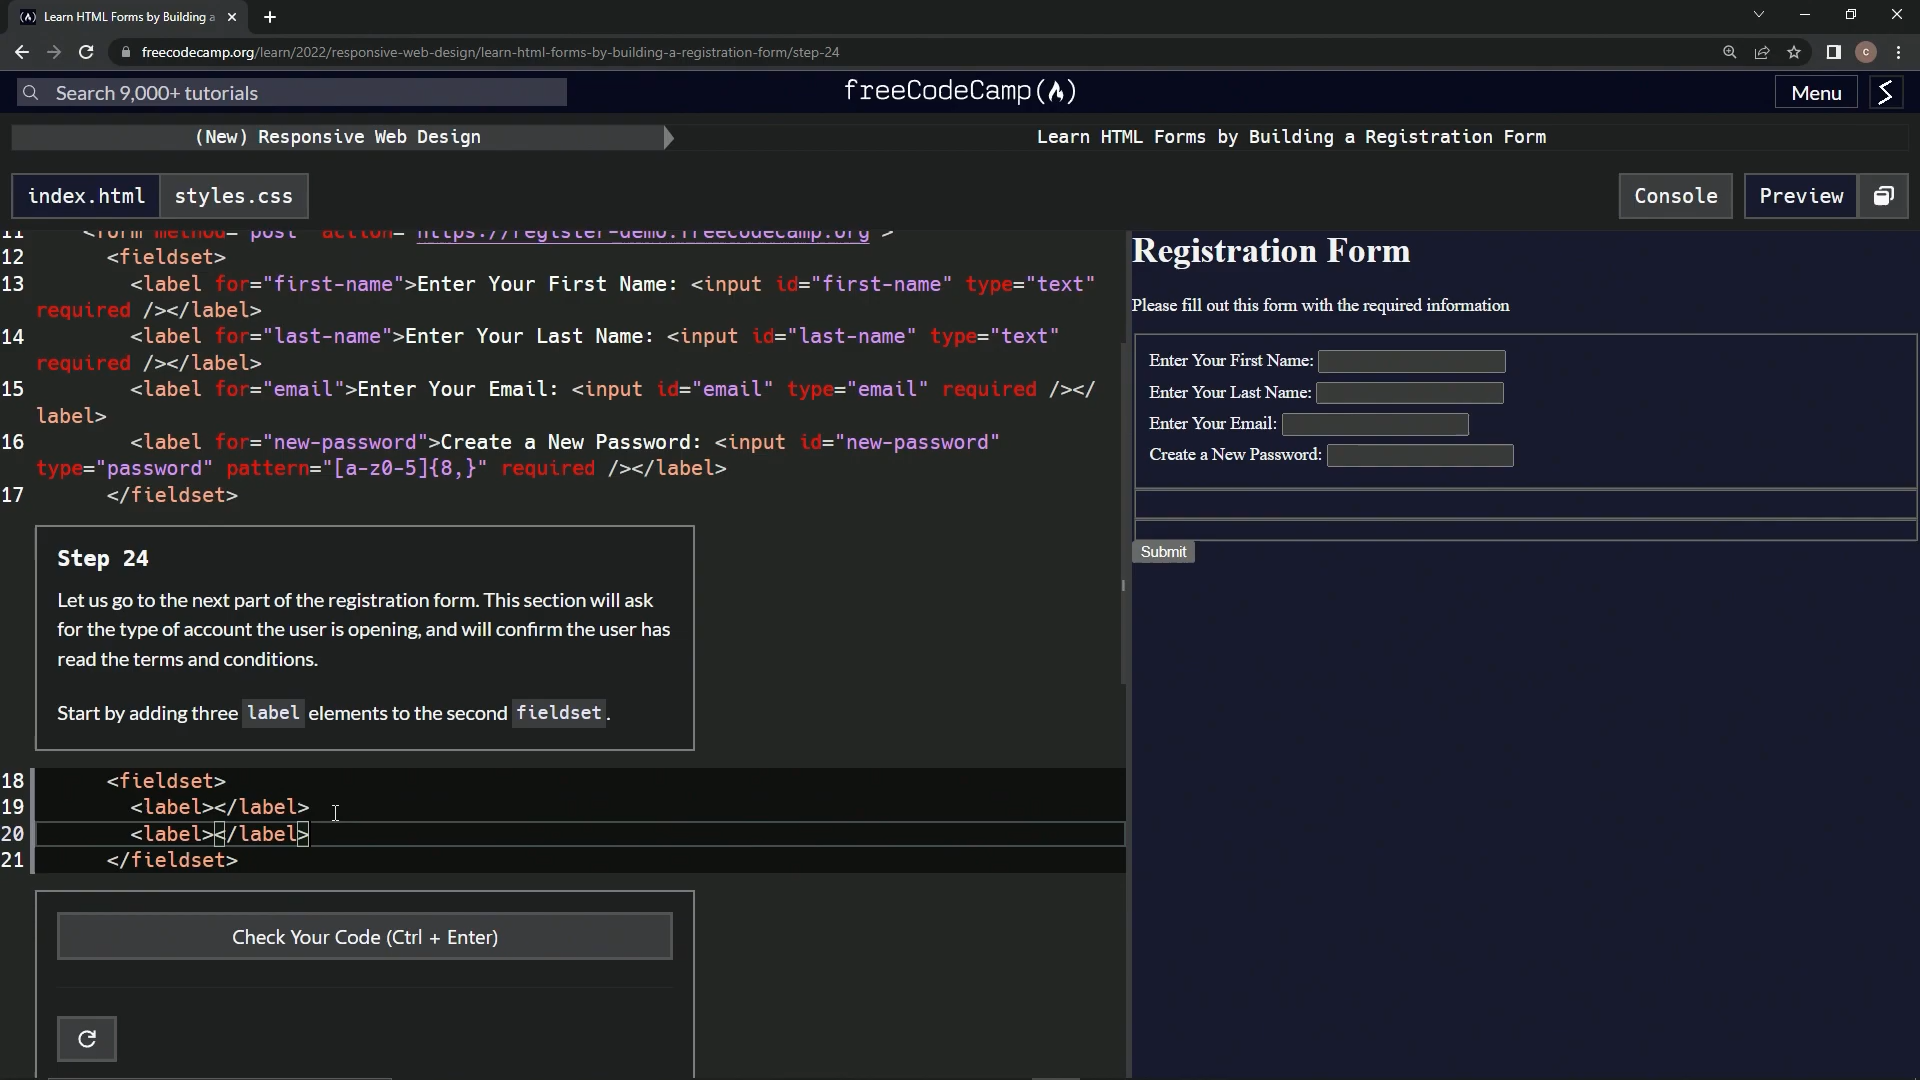 Learn HTML Forms by Building a
freecodecamp.org/learn/2022/responsive-web-design/learn-html-forms-by-building-a-registration-form/step-24
C
Search 9,000+ tutorials
freeCodeCamp
Menu
(New) Responsive Web Design
Learn HTML Forms by Building a Registration Form
index.html
styles.css
Console
Preview
11 <form method="post" action="https://register-demo.freecodecamp.org">
12 <fieldset>
13 <label for="first-name">Enter Your First Name: <input id="first-name" type="text"
required /></label>
14 <label for="last-name">Enter Your Last Name: <input id="last-name" type="text"
required /></label>
15 <label for="email">Enter Your Email: <input id="email" type="email" required /></
label>
16 <label for="new-password">Create a New Password: <input id="new-password"
type="password" pattern="[a-z0-5]{8,}" required /></label>
17 </fieldset>
Step 24
Let us go to the next part of the registration form. This section will ask
for the type of account the user is opening, and will confirm the user has
read the terms and conditions.
Start by adding three label elements to the second fieldset.
18 <fieldset>
19 <label></label>
20 <label></label>
21 </fieldset>
Check Your Code (Ctrl + Enter)
Registration Form
Please fill out this form with the required information
Enter Your First Name:
Enter Your Last Name:
Enter Your Email:
Create a New Password:
Submit